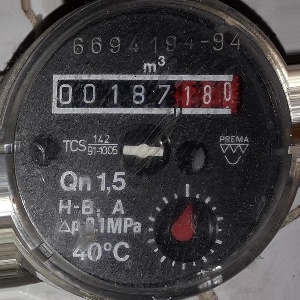 6694194-94
m³
00187180
TCS 142
91-1005
PREMA
Qn 1,5
H-B, A
Δp 0.1MPa
40°C